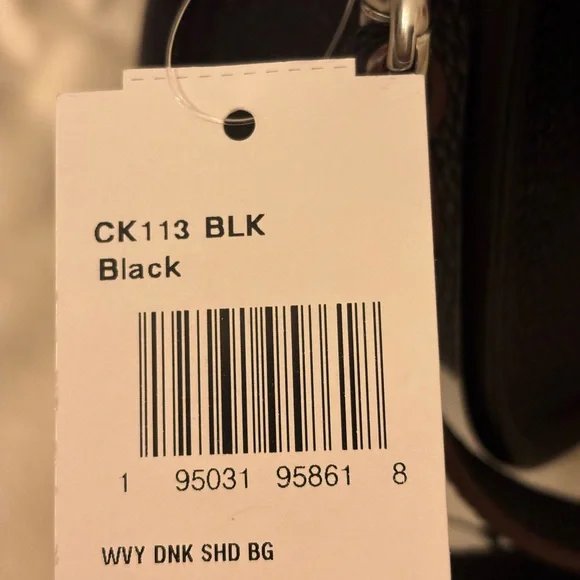 CK113 BLK
Black
1 95031 95861 8
WVY DNK SHD BG